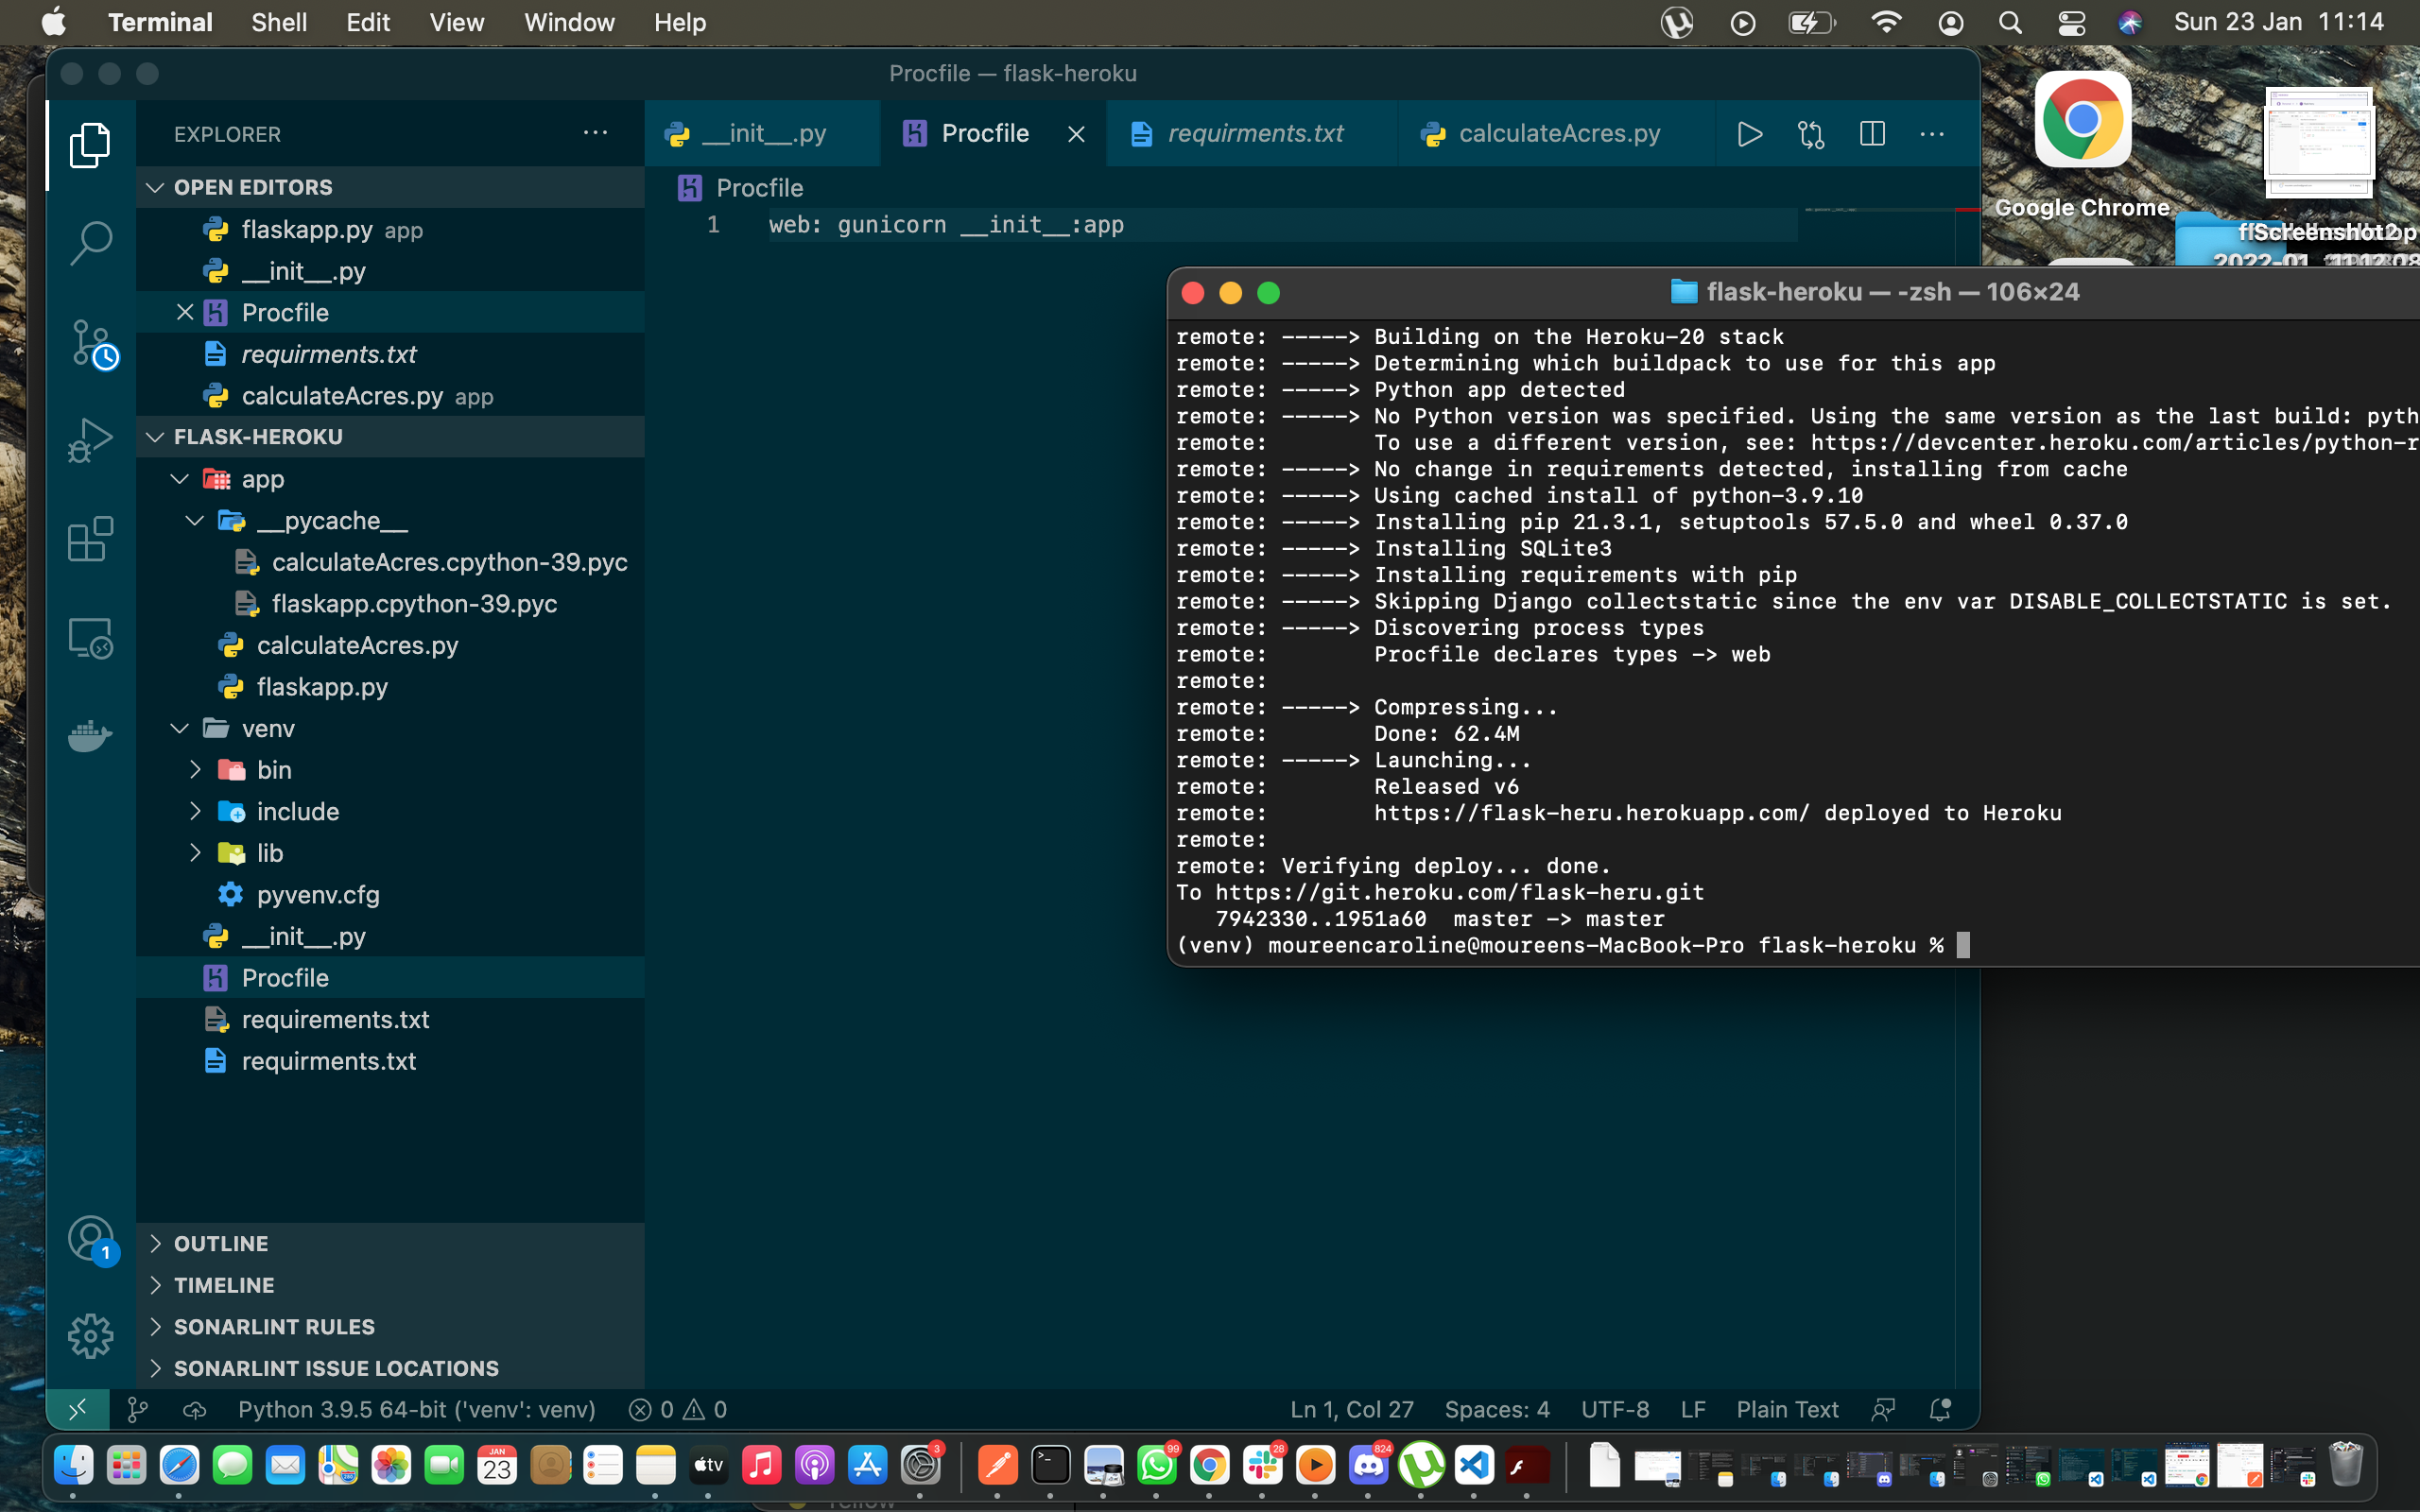 Terminal Shell Edit View Window Help Sun 23 Jan 11:14
Procfile — flask-heroku
EXPLORER
__init__.py Procfile requirments.txt calculateAcres.py
OPEN EDITORS
Procfile
flaskapp.py app
1 web: gunicorn __init__:app
__init__.py
Procfile
requirments.txt
calculateAcres.py app
FLASK-HEROKU
app
__pycache__
calculateAcres.cpython-39.pyc
flaskapp.cpython-39.pyc
calculateAcres.py
flaskapp.py
venv
bin
include
lib
pyvenv.cfg
__init__.py
Procfile
requirements.txt
requirments.txt
OUTLINE
TIMELINE
SONARLINT RULES
SONARLINT ISSUE LOCATIONS
1
Python 3.9.5 64-bit ('venv': venv) 0 0 Ln 1, Col 27 Spaces: 4 UTF-8 LF Plain Text
Google Chrome
flask-heroku — -zsh — 106×24
remote: -----> Building on the Heroku-20 stack
remote: -----> Determining which buildpack to use for this app
remote: -----> Python app detected
remote: -----> No Python version was specified. Using the same version as the last build: pyth
remote:        To use a different version, see: https://devcenter.heroku.com/articles/python-r
remote: -----> No change in requirements detected, installing from cache
remote: -----> Using cached install of python-3.9.10
remote: -----> Installing pip 21.3.1, setuptools 57.5.0 and wheel 0.37.0
remote: -----> Installing SQLite3
remote: -----> Installing requirements with pip
remote: -----> Skipping Django collectstatic since the env var DISABLE_COLLECTSTATIC is set.
remote: -----> Discovering process types
remote:        Procfile declares types -> web
remote:
remote: -----> Compressing...
remote:        Done: 62.4M
remote: -----> Launching...
remote:        Released v6
remote:        https://flask-heru.herokuapp.com/ deployed to Heroku
remote:
remote: Verifying deploy... done.
To https://git.heroku.com/flask-heru.git
   7942330..1951a60  master -> master
(venv) moureencaroline@moureens-MacBook-Pro flask-heroku %
JAN
23
tv
3
99
28
824
Yellow